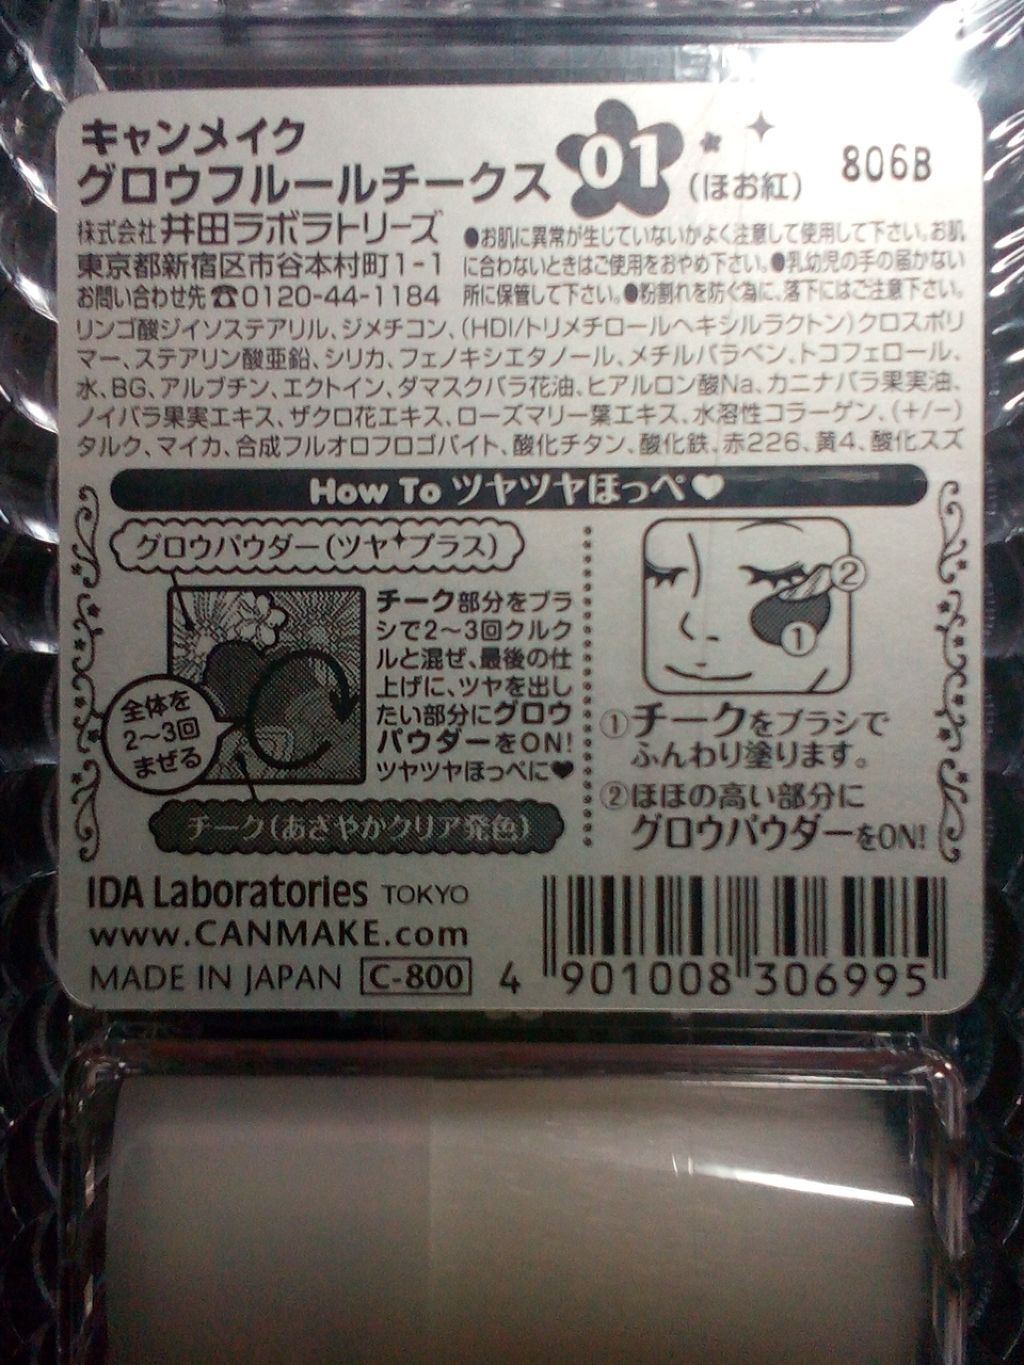 キャンメイク
グロウフルールチークス 01 (ほお紅) 806B
株式会社 井田ラボラトリーズ
東京都新宿区市谷本村町1-1
お問い合わせ先☎0120-44-1184
●お肌に異常が生じていないかよく注意して使用して下さい。お肌
に合わないときはご使用をおやめ下さい。●乳幼児の手の届かない
所に保管して下さい。●粉割れを防ぐ為に、落下にはご注意下さい。
リンゴ酸ジイソステアリル、ジメチコン、(HDI/トリメチロールヘキシルラクトン)クロスポリ
マー、ステアリン酸亜鉛、シリカ、フェノキシエタノール、メチルパラベン、トコフェロール、
水、BG、アルブチン、エクトイン、ダマスクバラ花油、ヒアルロン酸Na、カニナバラ果実油、
ノイバラ果実エキス、ザクロ花エキス、ローズマリー葉エキス、水溶性コラーゲン、(+/−)
タルク、マイカ、合成フルオロフロゴパイト、酸化チタン、酸化鉄、赤226、黄4、酸化スズ
How To ツヤツヤほっぺ♥
グロウパウダー(ツヤ✦プラス)
全体を
2〜3回
まぜる
チーク部分をブラ
シで2〜3回クルク
ルと混ぜ、最後の仕
上げに、ツヤを出し
たい部分にグロウ
パウダーをON!
ツヤツヤほっぺに♥
チーク(あざやかクリア発色)
②
①
①チークをブラシで
ふんわり塗ります。
②ほほの高い部分に
グロウパウダーをON!
IDA Laboratories TOKYO
www.CANMAKE.com
MADE IN JAPAN C-800
4 901008 306995